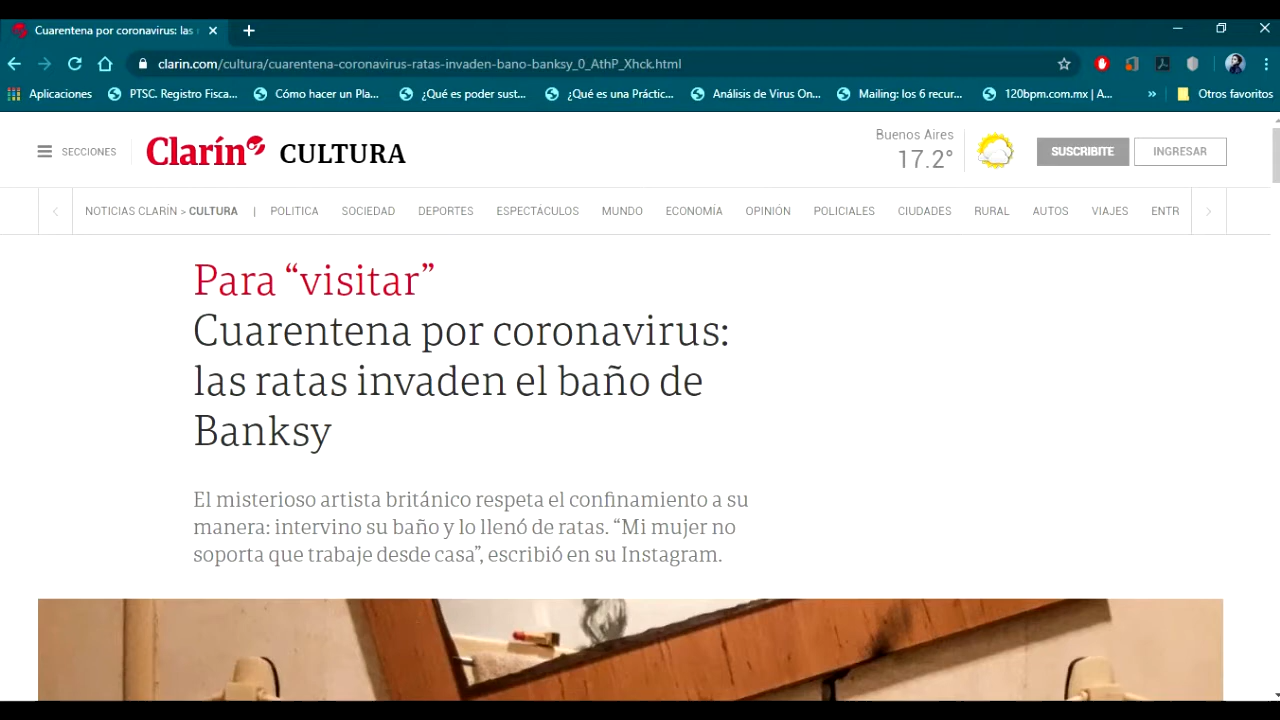 Cuarentena por coronavirus: las
clarin.com/cultura/cuarentena-coronavirus-ratas-invaden-bano-banksy_0_AthP_Xhck.html
Aplicaciones PTSC. Registro Fisca... Cómo hacer un Pla... ¿Qué es poder sust... ¿Qué es una Práctic... Análisis de Virus On... Mailing: los 6 recur... 120bpm.com.mx | A... » Otros favoritos
SECCIONES Clarín CULTURA Buenos Aires 17.2° SUSCRIBITE INGRESAR
NOTICIAS CLARÍN > CULTURA | POLITICA SOCIEDAD DEPORTES ESPECTÁCULOS MUNDO ECONOMÍA OPINIÓN POLICIALES CIUDADES RURAL AUTOS VIAJES ENTR
Para “visitar”
Cuarentena por coronavirus:
las ratas invaden el baño de
Banksy
El misterioso artista británico respeta el confinamiento a su
manera: intervino su baño y lo llenó de ratas. “Mi mujer no
soporta que trabaje desde casa”, escribió en su Instagram.